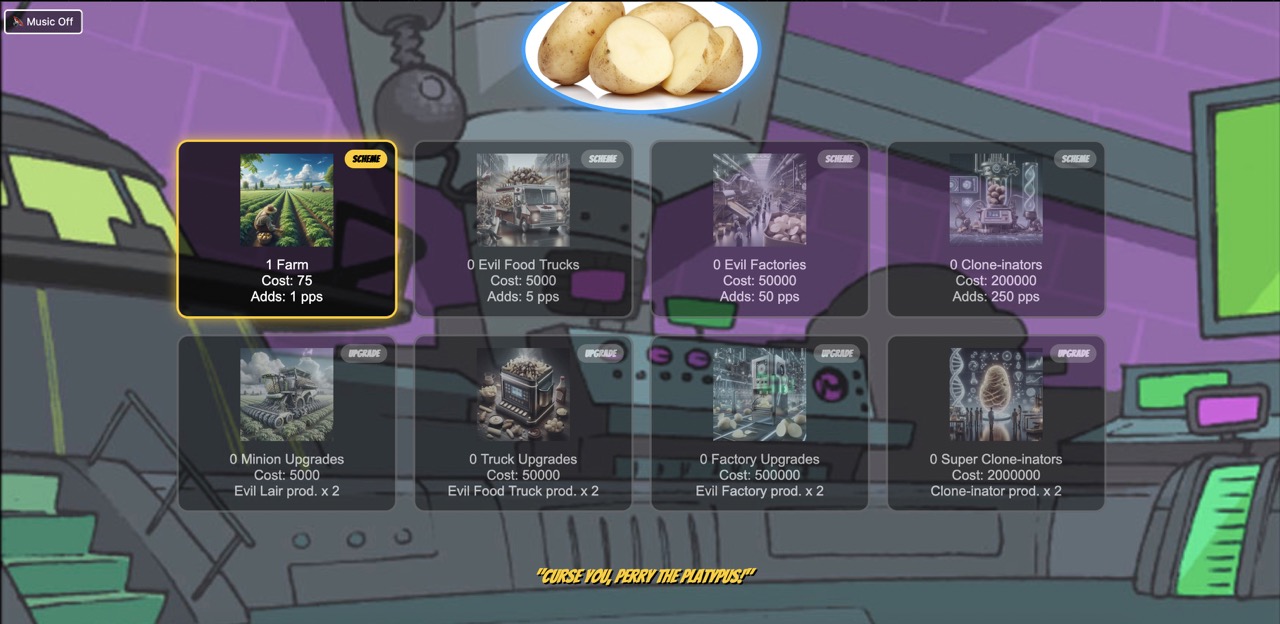 Music Off
SCHEME
1 Farm
Cost: 75
Adds: 1 pps
SCHEME
0 Evil Food Trucks
Cost: 5000
Adds: 5 pps
SCHEME
0 Evil Factories
Cost: 50000
Adds: 50 pps
SCHEME
0 Clone-inators
Cost: 200000
Adds: 250 pps
UPGRADE
0 Minion Upgrades
Cost: 5000
Evil Lair prod. x 2
UPGRADE
0 Truck Upgrades
Cost: 50000
Evil Food Truck prod. x 2
UPGRADE
0 Factory Upgrades
Cost: 500000
Evil Factory prod. x 2
UPGRADE
0 Super Clone-inators
Cost: 2000000
Clone-inator prod. x 2
"CURSE YOU, PERRY THE PLATYPUS!"